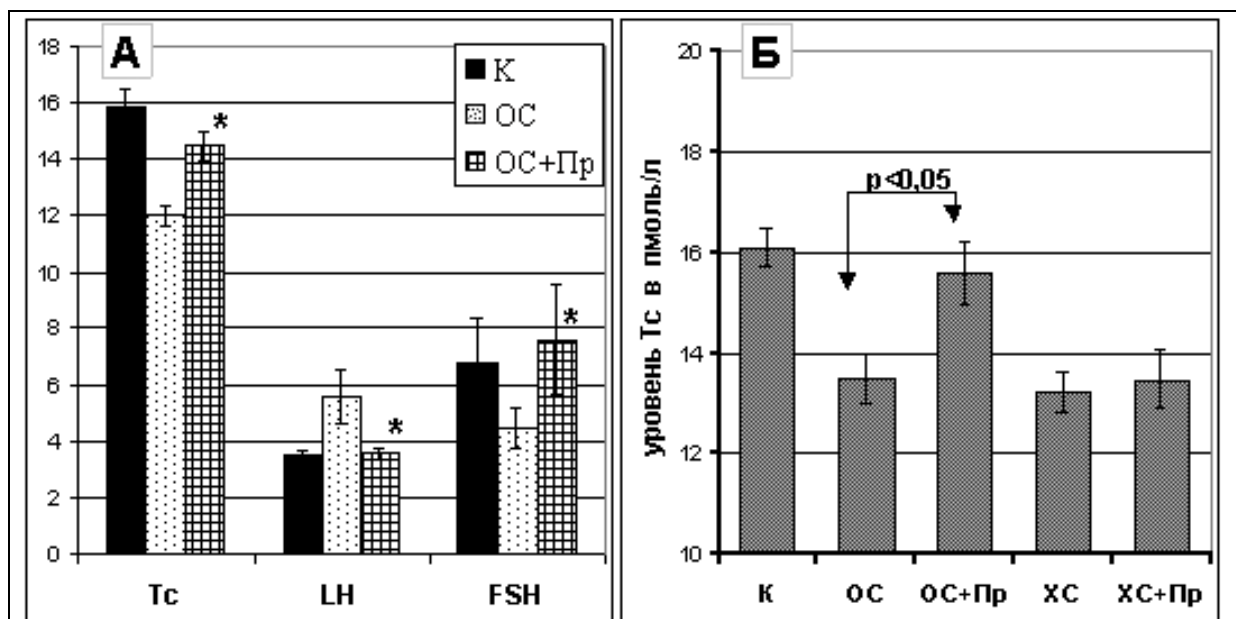 А
18
16
14
12
10
8
6
4
2
0
К
ОС
ОС+Пр
*
*
*
Тс LH FSH
Б
уровень Тс в пмоль/л
20
18
16
14
12
10
p<0,05
К ОС ОС+Пр ХС ХС+Пр